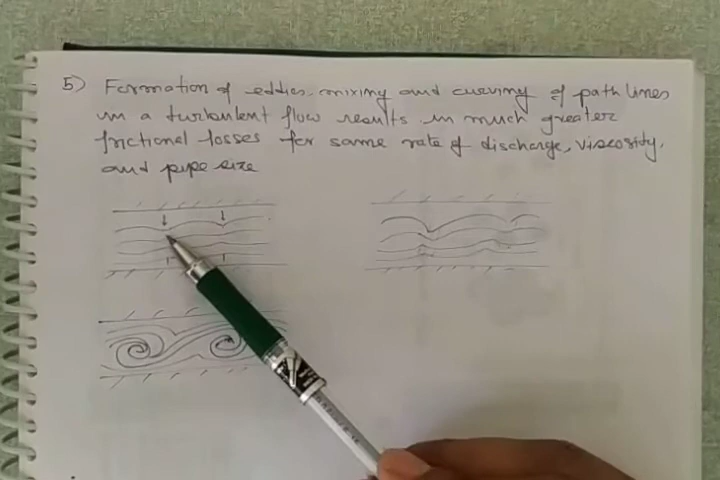 5) Formation of eddies, mixing and curving of path lines
in a turbulent flow results in much greater
frictional losses for same rate of discharge, viscosity,
and pipe size